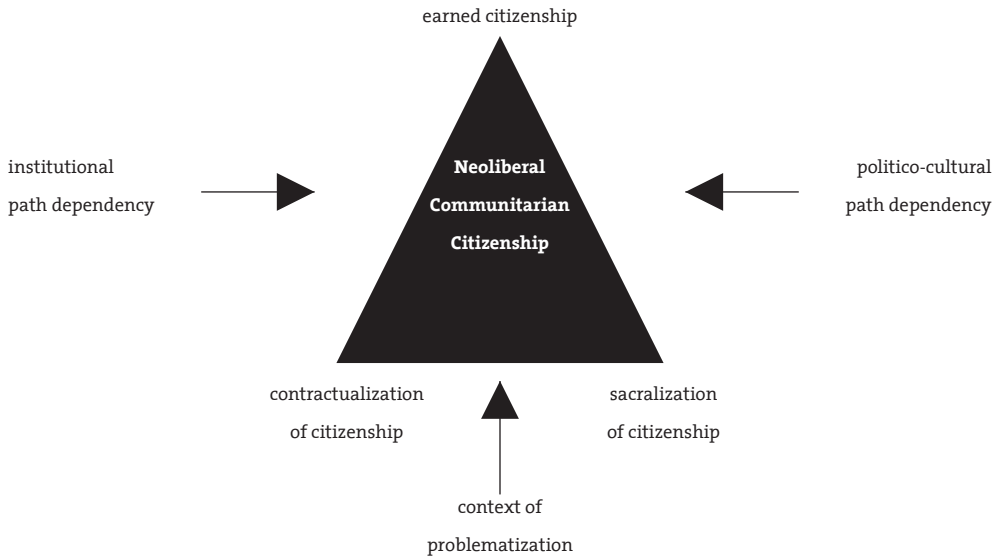 earned citizenship
institutional
path dependency
Neoliberal
Communitarian
Citizenship
politico-cultural
path dependency
contractualization
of citizenship
sacralization
of citizenship
context of
problematization